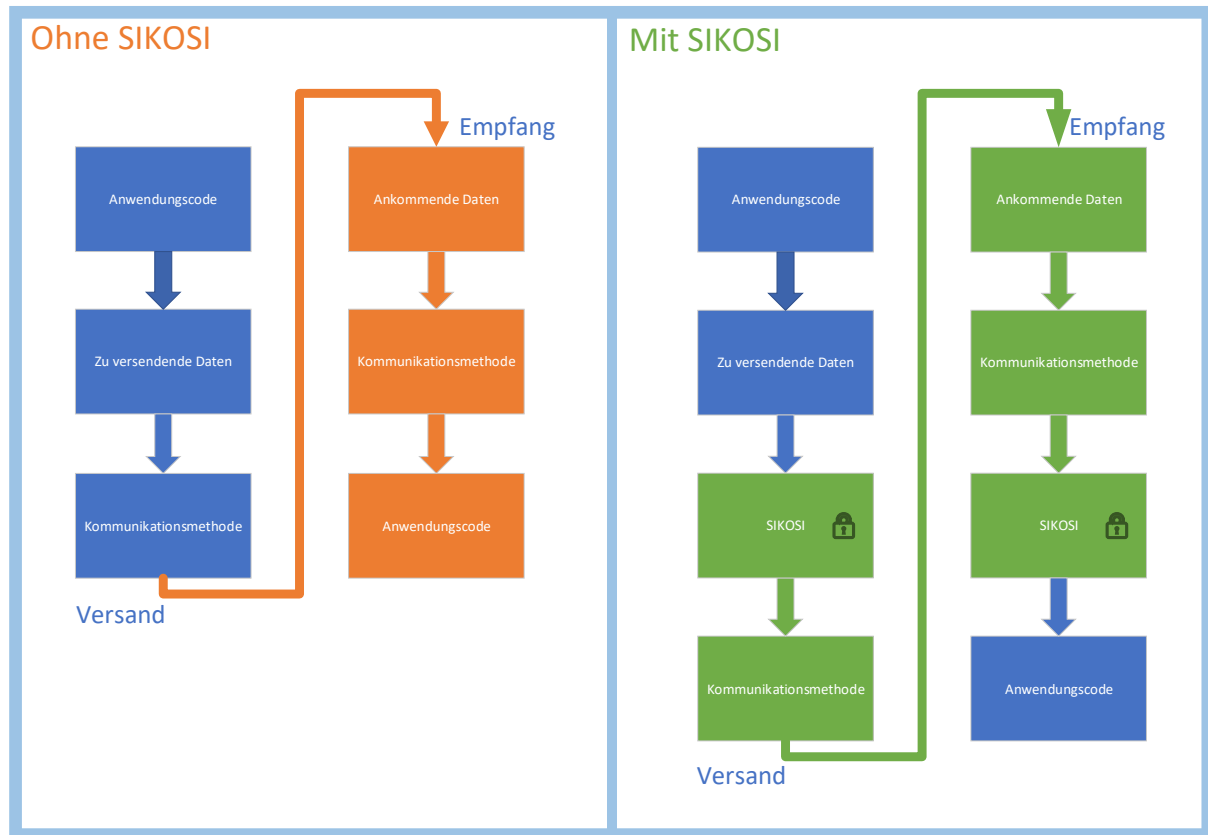 Ohne SIKOSI
Empfang
Anwendungscode
Ankommende Daten
Zu versendende Daten
Kommunikationsmethode
Kommunikationsmethode
Anwendungscode
Versand
Mit SIKOSI
Empfang
Anwendungscode
Ankommende Daten
Zu versendende Daten
Kommunikationsmethode
SIKOSI
SIKOSI
Kommunikationsmethode
Anwendungscode
Versand